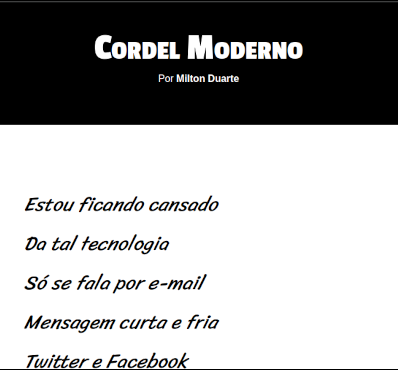 Cordel Moderno
Por Milton Duarte
Estou ficando cansado
Da tal tecnologia
Só se fala por e-mail
Mensagem curta e fria
Twitter e Facebook